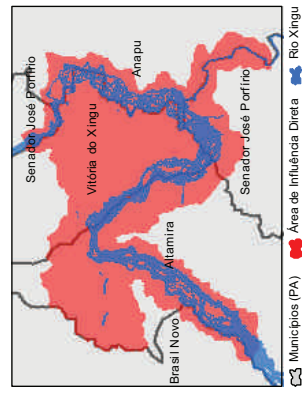 Senador José Porfírio
Anapu
Vitória do Xingu
Altamira
Brasil Novo
Senador José Porfírio
Municípios (PA) Área de Influência Direta Rio Xingu